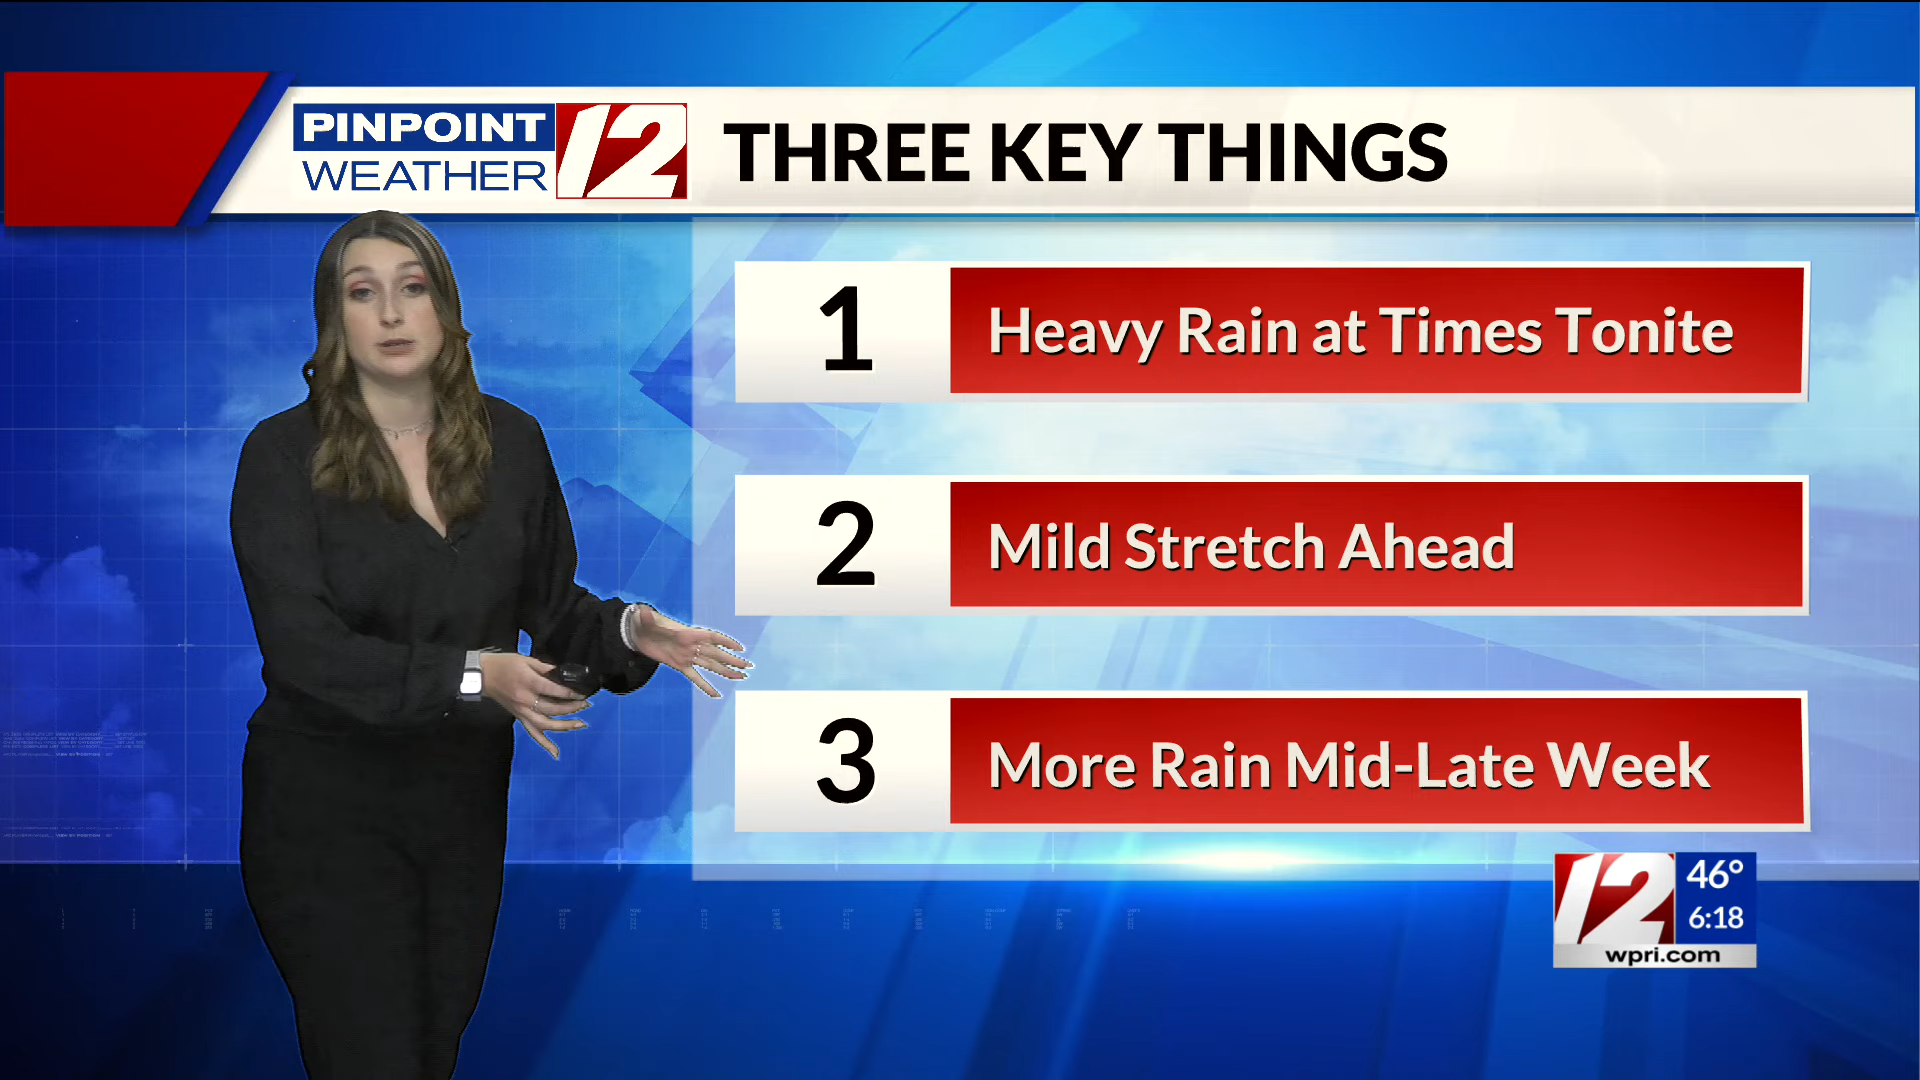 PINPOINT
WEATHER
12
THREE KEY THINGS
1
Heavy Rain at Times Tonite
2
Mild Stretch Ahead
3
More Rain Mid-Late Week
12
46°
6:18
wpri.com